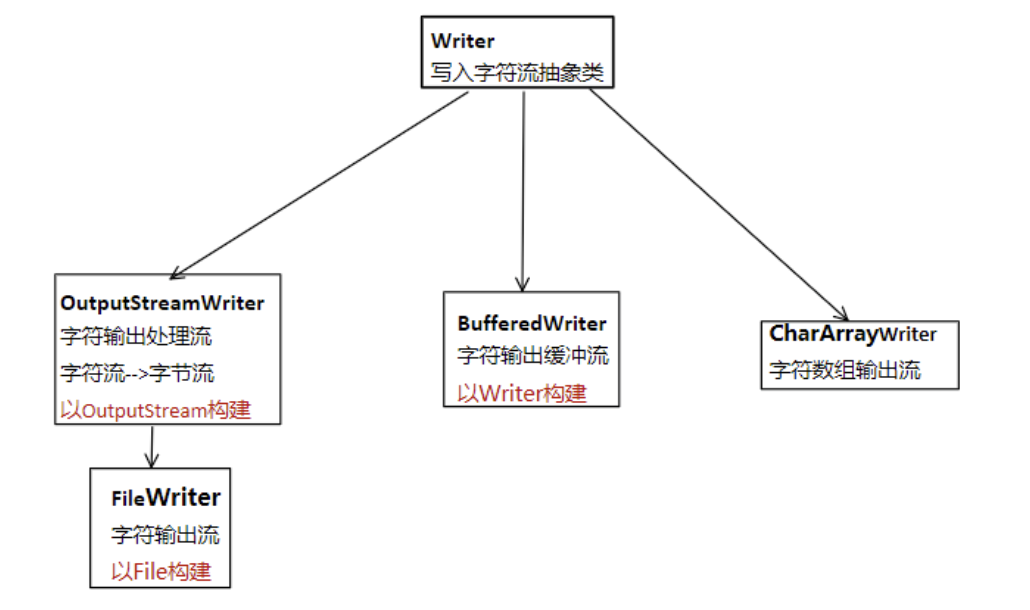 Writer
写入字符流抽象类
OutputStreamWriter
字符输出处理流
字符流-->字节流
以OutputStream构建
BufferedWriter
字符输出缓冲流
以Writer构建
CharArrayWriter
字符数组输出流
FileWriter
字符输出流
以File构建